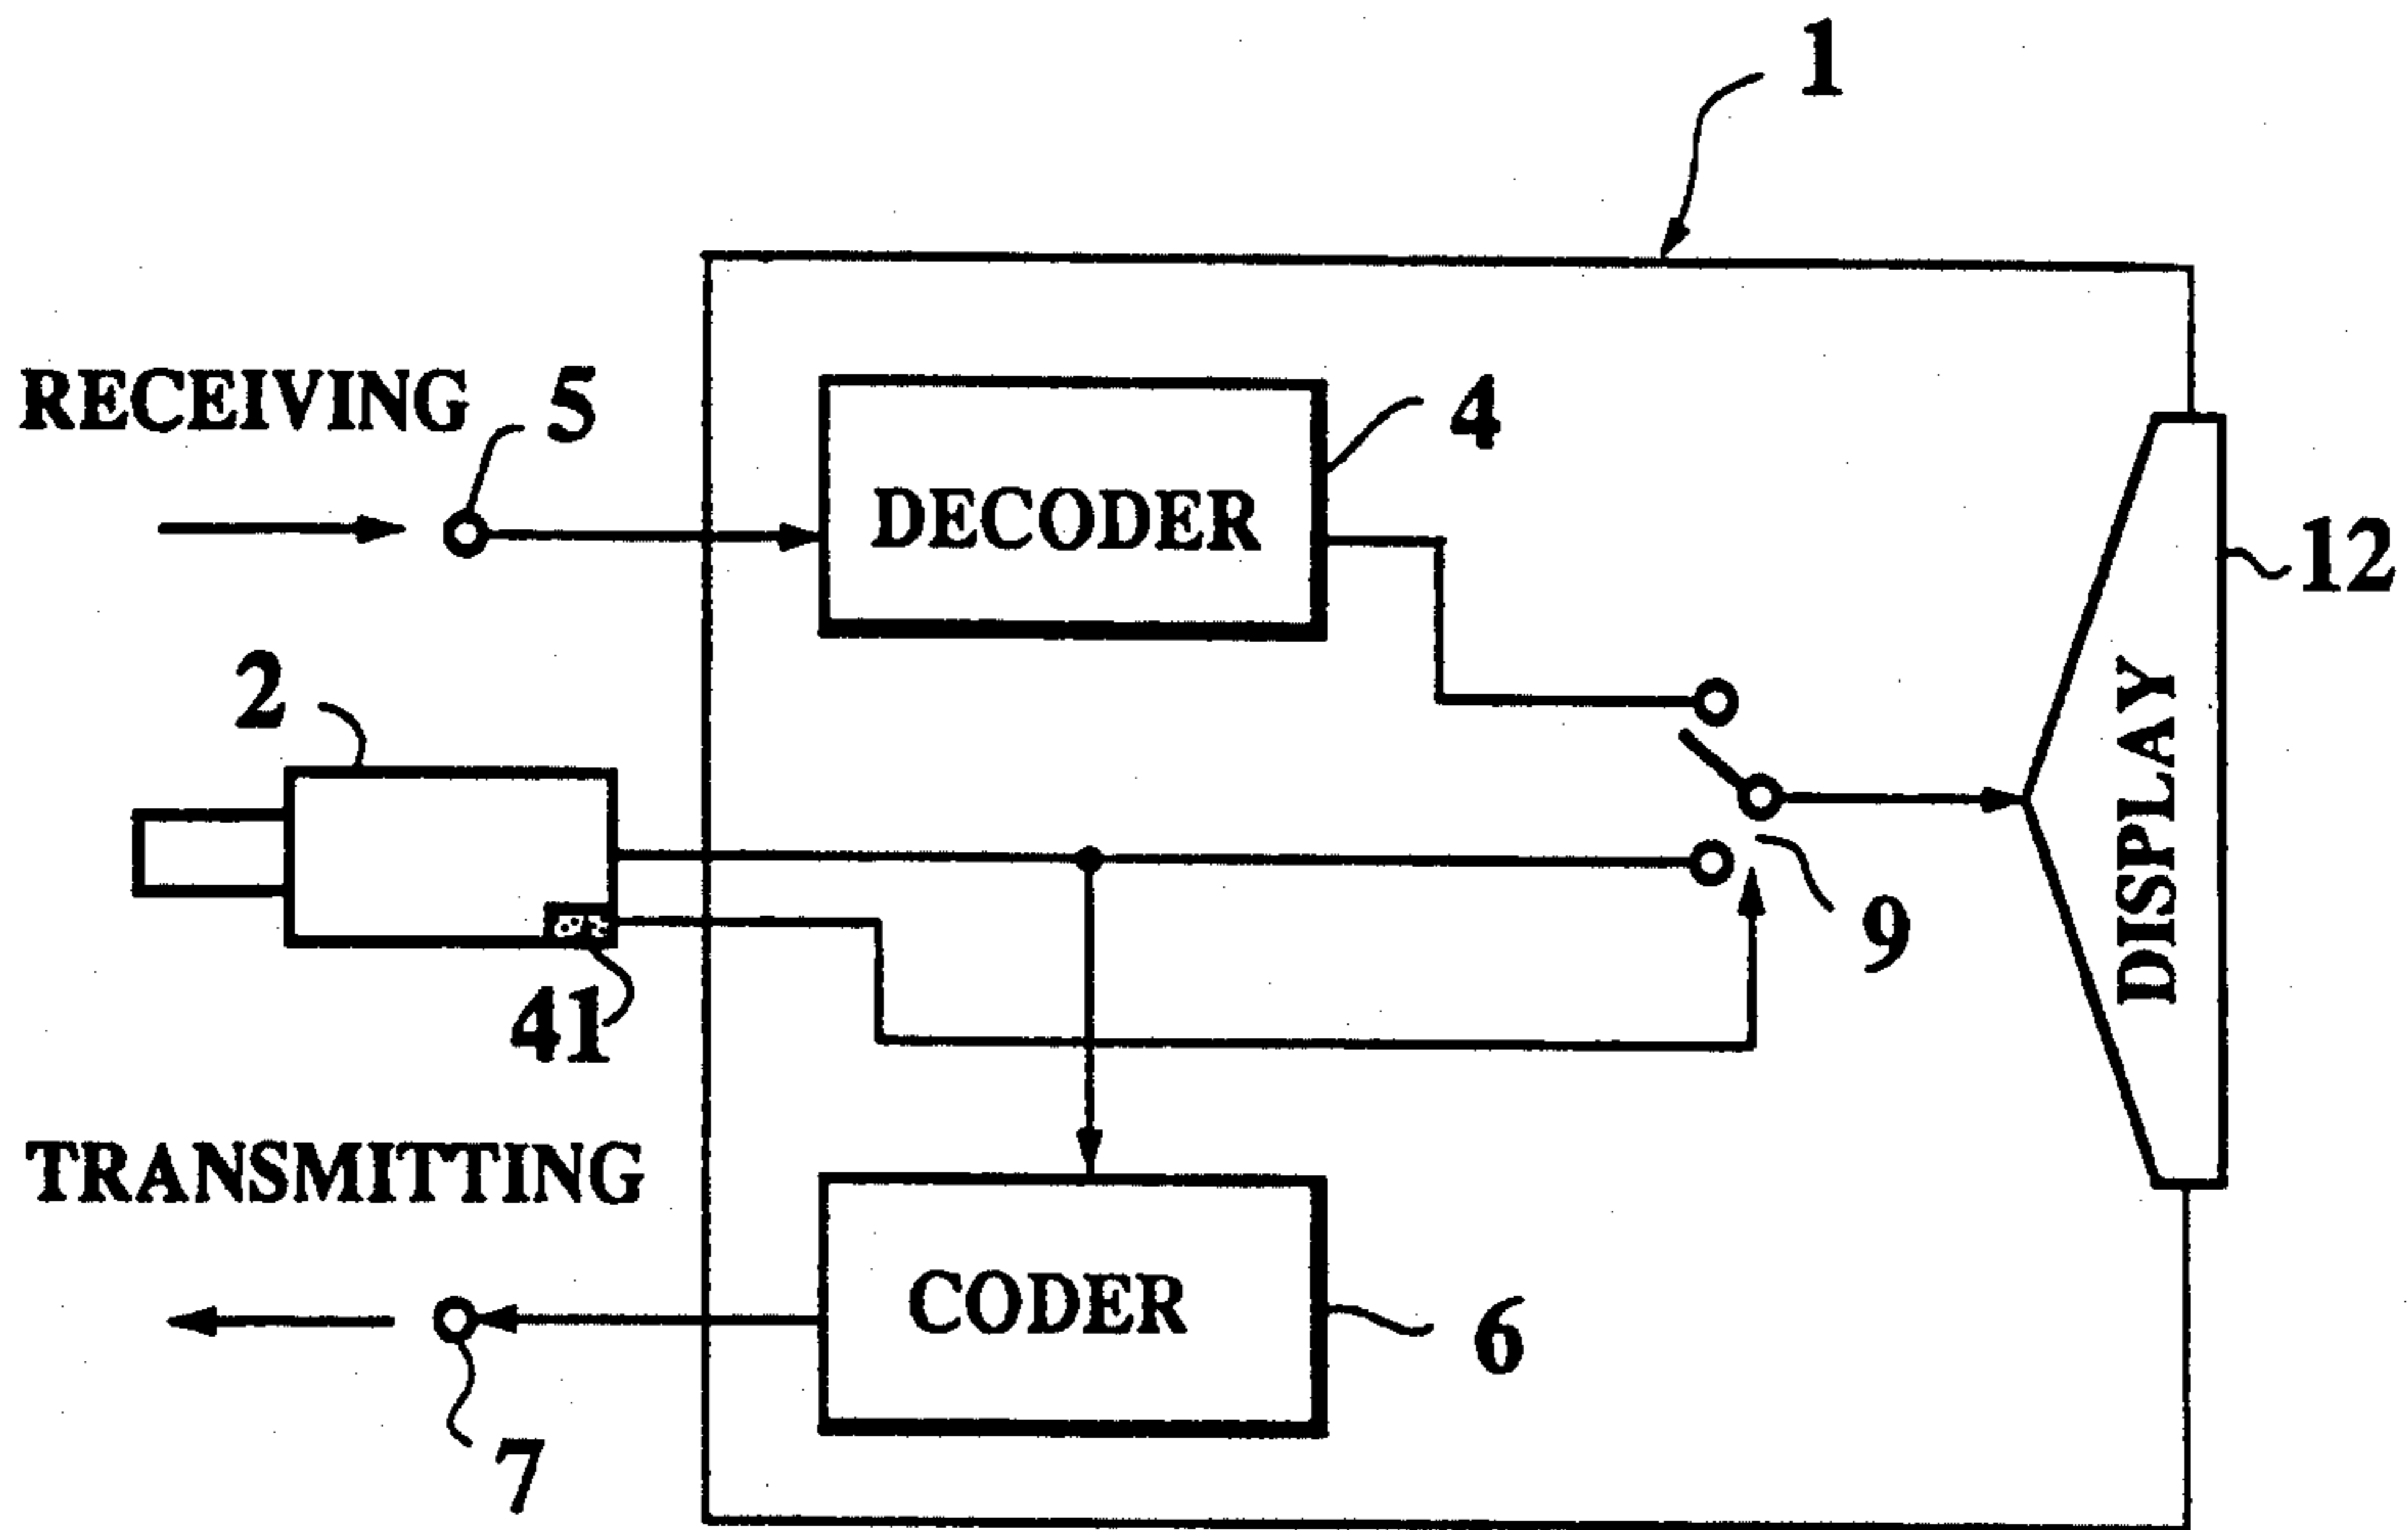 1
RECEIVING 5
4
DECODER
12
2
DISPLAY
9
41
TRANSMITTING
CODER
6
7